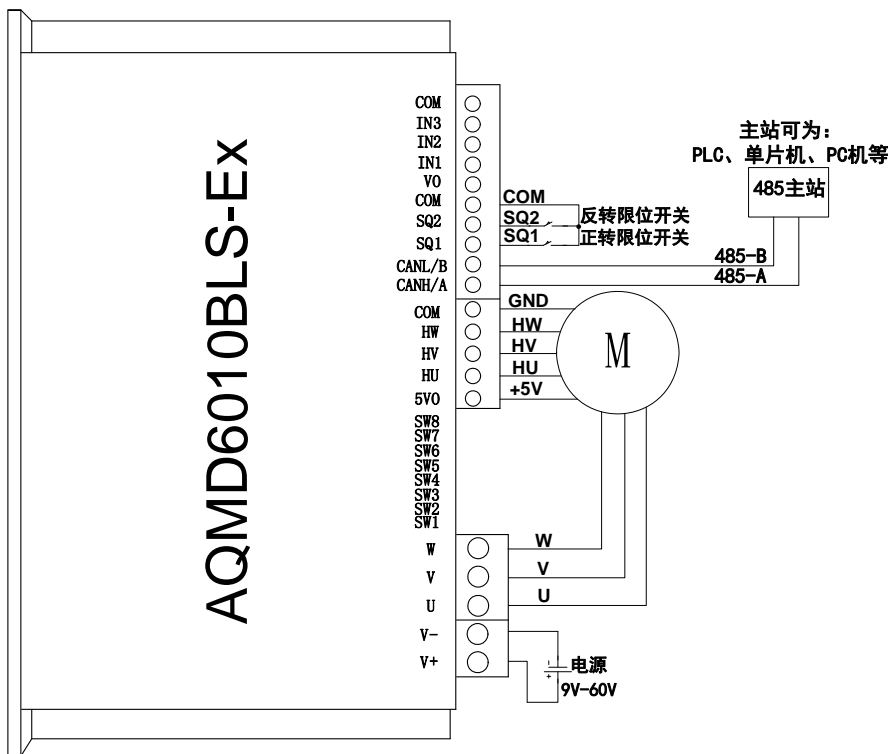 AQMD6010BLS-Ex
COM
IN3
IN2
IN1
VO
COM
SQ2
SQ1
CANL/B
CANH/A
COM
HW
HV
HU
5VO
SW8
SW7
SW6
SW5
SW4
SW3
SW2
SW1
W
V
U
V-
V+
COM
SQ2
反转限位开关
SQ1
正转限位开关
主站可为：
PLC、单片机、PC机等
485主站
485-B
485-A
GND
HW
HV
HU
+5V
M
W
V
U
电源
9V-60V